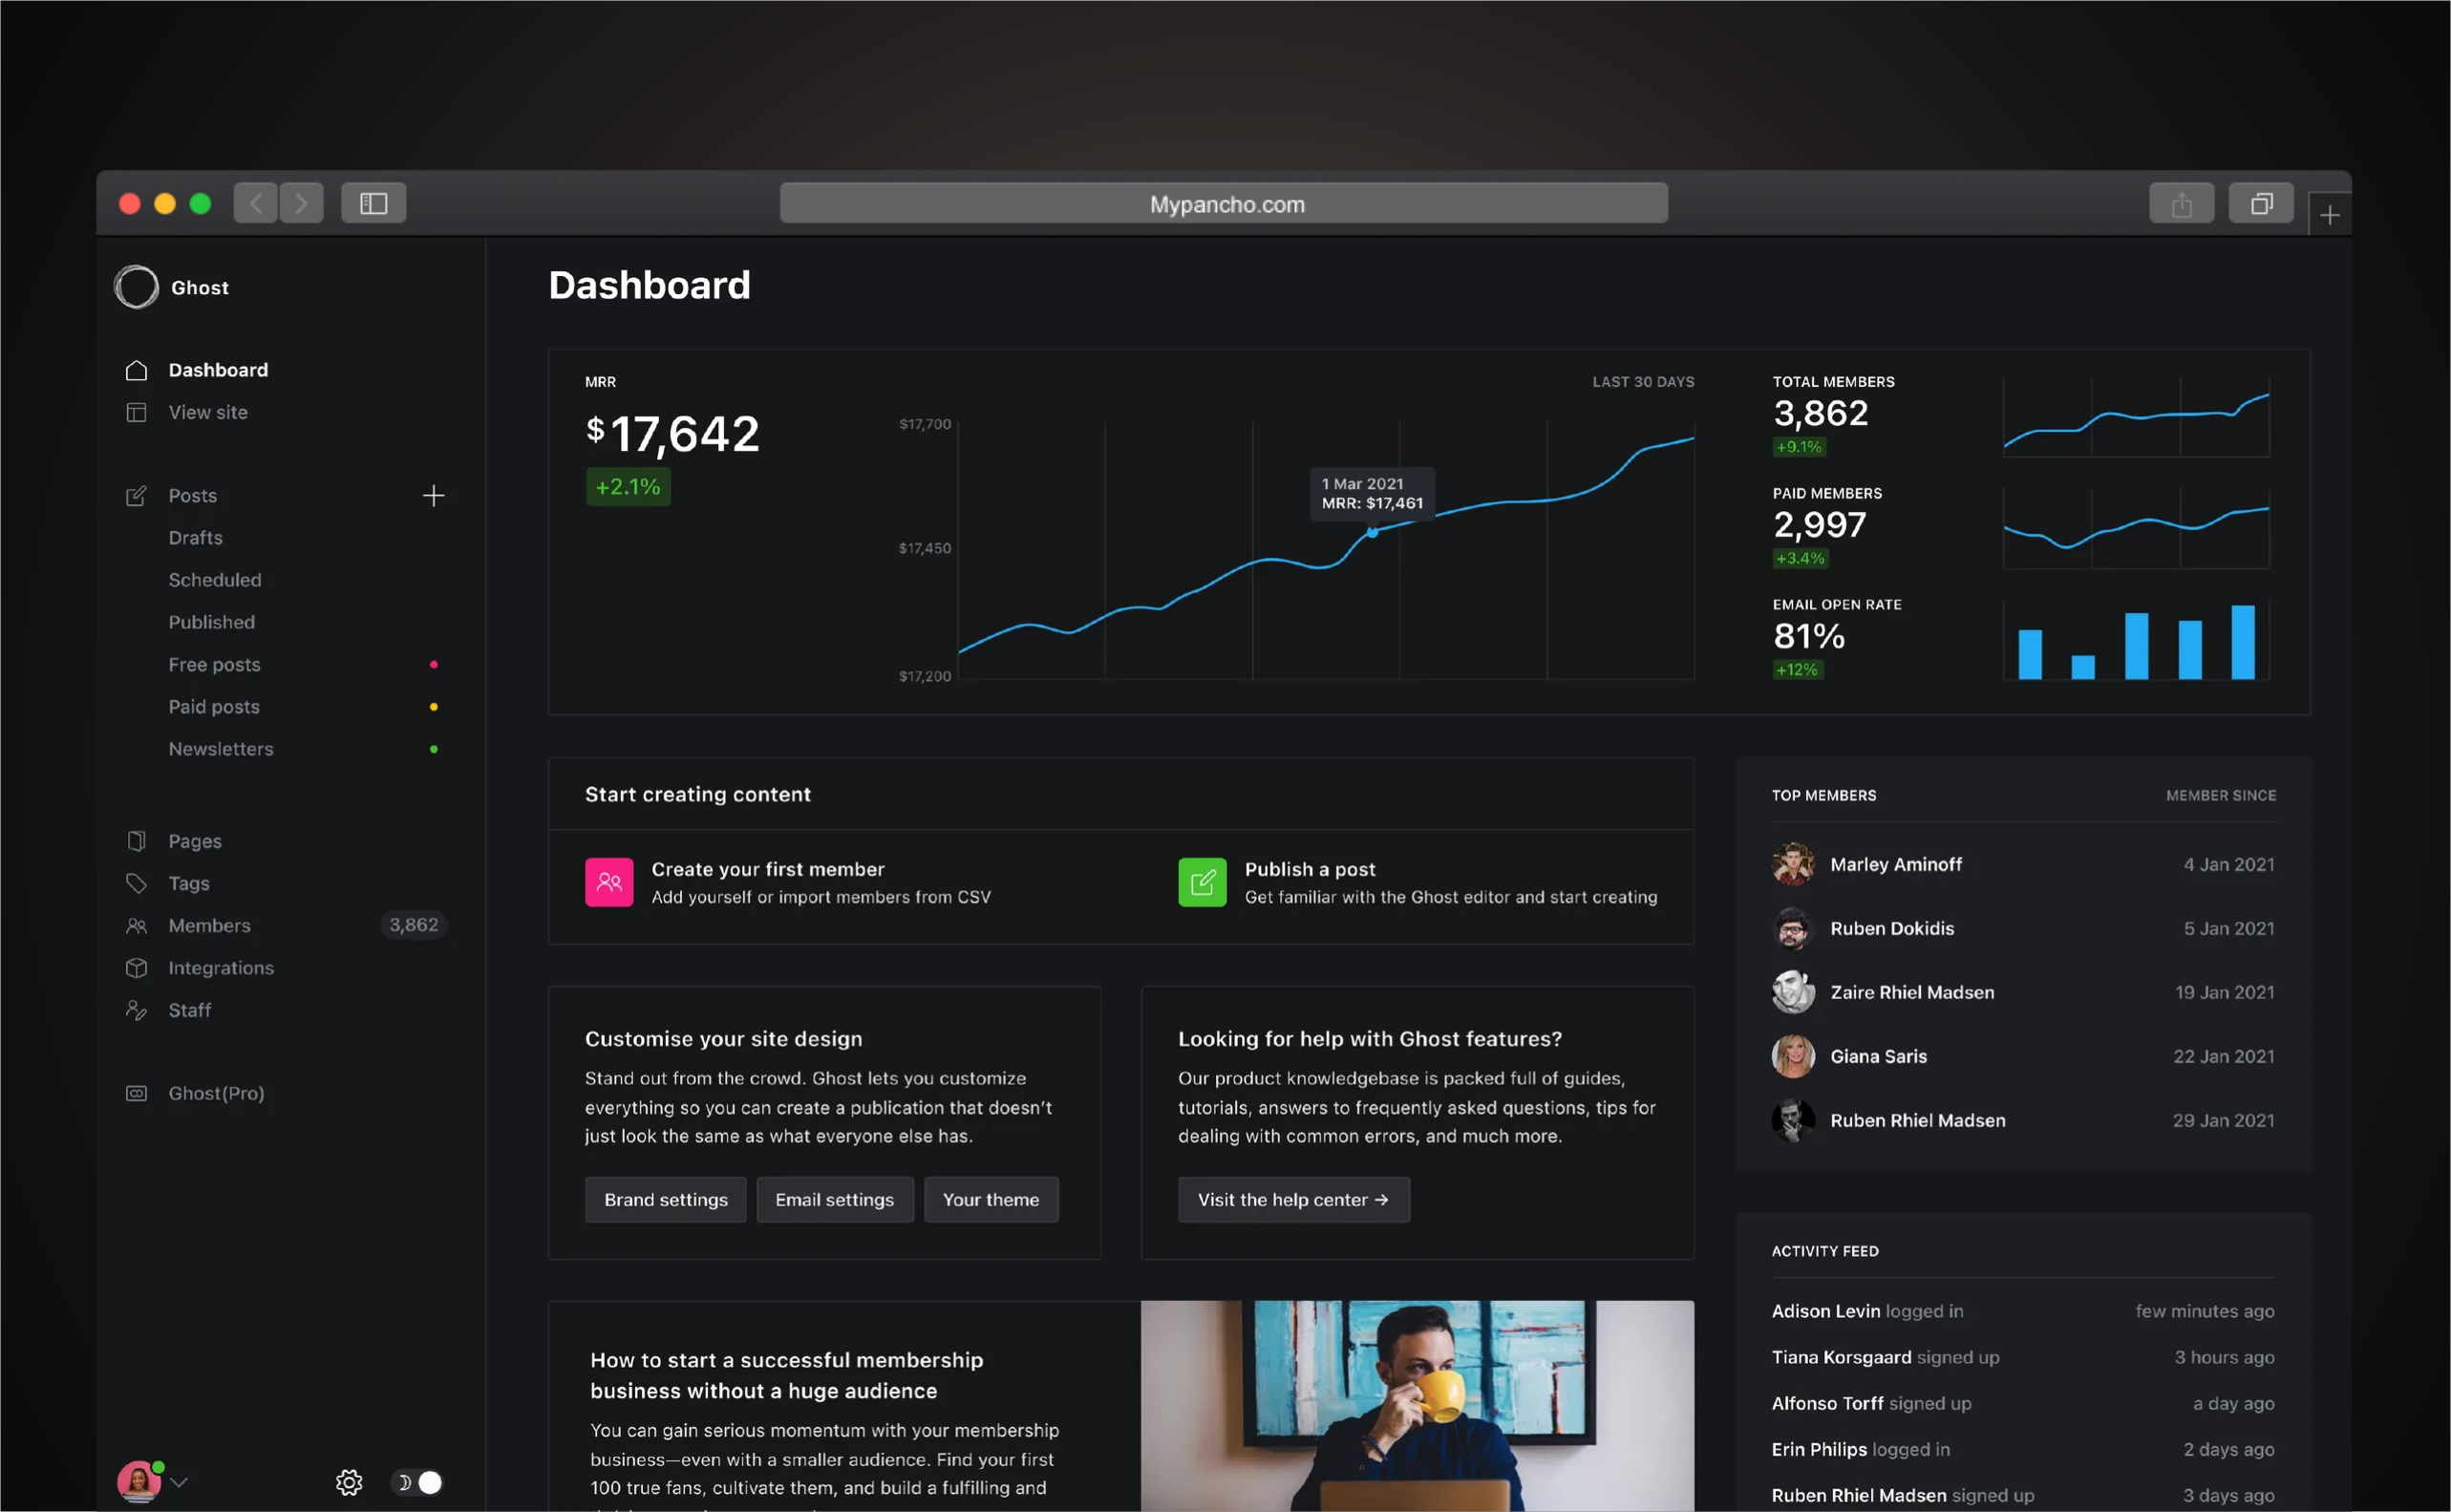 Mypancho.com
Ghost
Dashboard
View site
Posts
Drafts
Scheduled
Published
Free posts
Paid posts
Newsletters
Pages
Tags
Members 3,862
Integrations
Staff
Ghost(Pro)
Dashboard
MRR
$17,642
+2.1%
LAST 30 DAYS
$17,700
$17,450
$17,200
1 Mar 2021
MRR: $17,461
TOTAL MEMBERS
3,862
+9.1%
PAID MEMBERS
2,997
+3.4%
EMAIL OPEN RATE
81%
+12%
Start creating content
Create your first member
Add yourself or import members from CSV
Publish a post
Get familiar with the Ghost editor and start creating
Customise your site design
Stand out from the crowd. Ghost lets you customize
everything so you can create a publication that doesn’t
just look the same as what everyone else has.
Brand settings
Email settings
Your theme
Looking for help with Ghost features?
Our product knowledgebase is packed full of guides,
tutorials, answers to frequently asked questions, tips for
dealing with common errors, and much more.
Visit the help center →
How to start a successful membership
business without a huge audience
You can gain serious momentum with your membership
business—even with a smaller audience. Find your first
100 true fans, cultivate them, and build a fulfilling and
TOP MEMBERS MEMBER SINCE
Marley Aminoff 4 Jan 2021
Ruben Dokidis 5 Jan 2021
Zaire Rhiel Madsen 19 Jan 2021
Giana Saris 22 Jan 2021
Ruben Rhiel Madsen 29 Jan 2021
ACTIVITY FEED
Adison Levin logged in few minutes ago
Tiana Korsgaard signed up 3 hours ago
Alfonso Torff signed up a day ago
Erin Philips logged in 2 days ago
Ruben Rhiel Madsen signed up 3 days ago